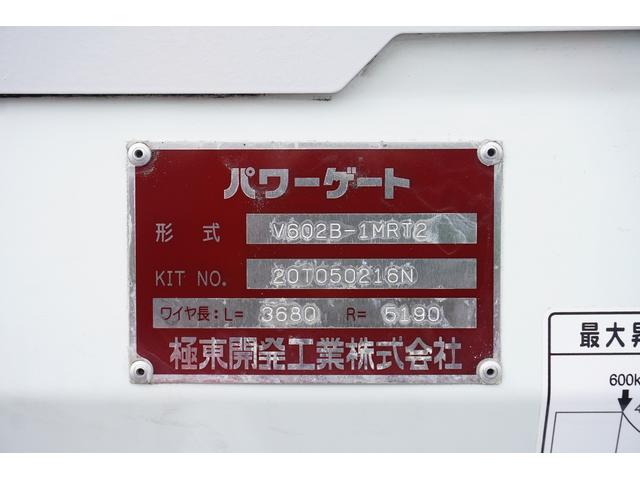 パワーゲート
形式 V602B-1MRT2
KIT NO. 20T050216N
ワイヤ長:L= 3680 R= 5190
極東開発工業株式会社
最大昇
600k
4